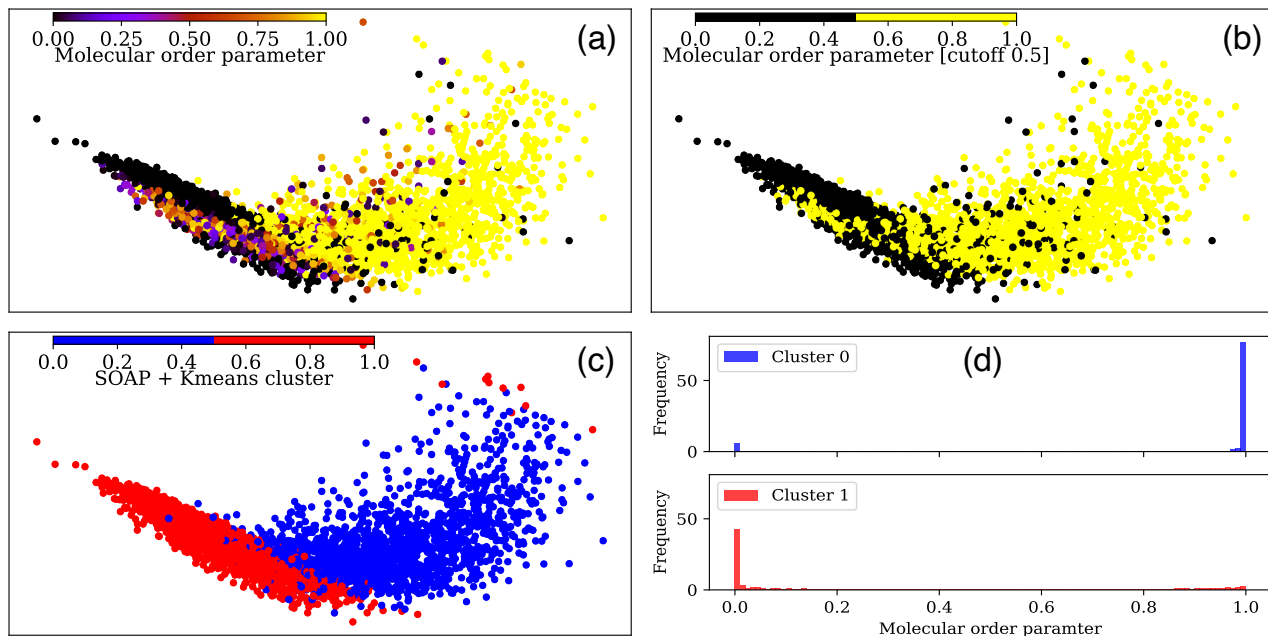 (a)
0.00 0.25 0.50 0.75 1.00
Molecular order parameter
(b)
0.0 0.2 0.4 0.6 0.8 1.0
Molecular order parameter [cutoff 0.5]
(c)
0.0 0.2 0.4 0.6 0.8 1.0
SOAP + Kmeans cluster
(d)
Cluster 0
Frequency
50
0
Cluster 1
Frequency
50
0
0.0 0.2 0.4 0.6 0.8 1.0
Molecular order paramter